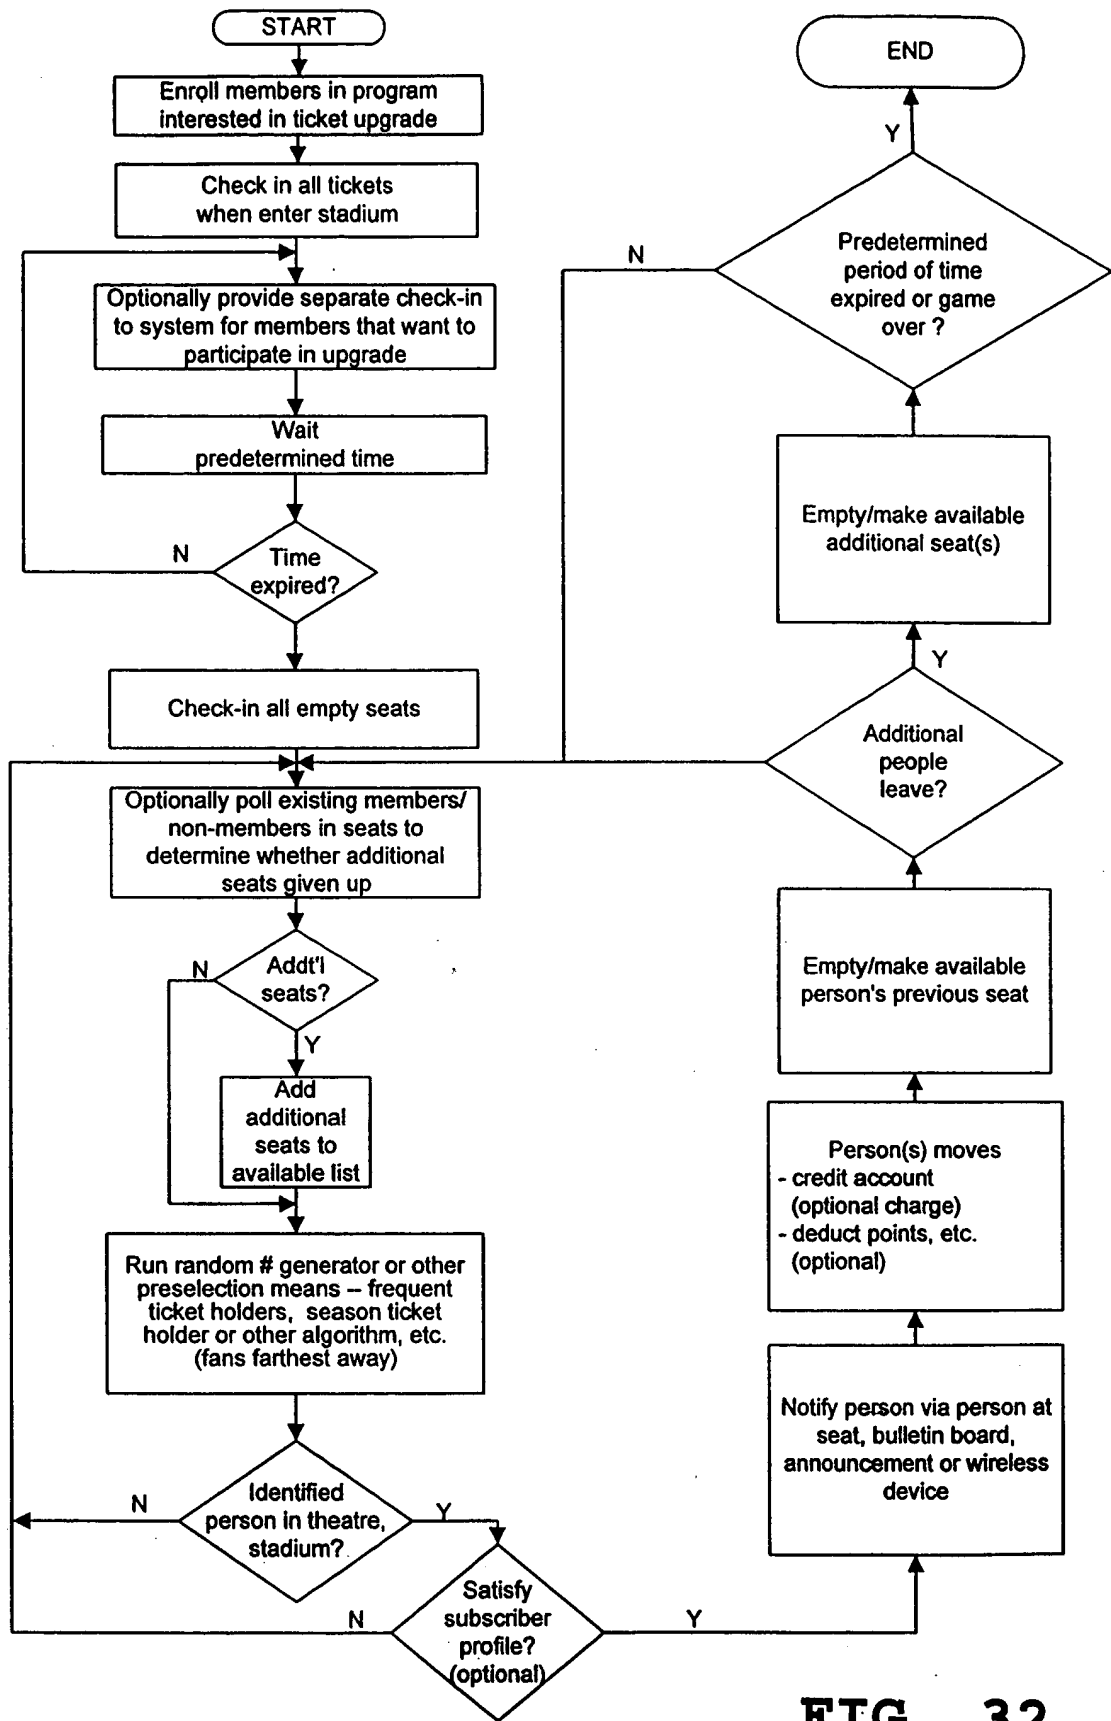 START
Enroll members in program
interested in ticket upgrade
Check in all tickets
when enter stadium
Optionally provide separate check-in
to system for members that want to
participate in upgrade
Wait
predetermined time
N
Time
expired?
Check-in all empty seats
Optionally poll existing members/
non-members in seats to
determine whether additional
seats given up
N
Addt'l
seats?
Y
Add
additional
seats to
available list
Run random # generator or other
preselection means -- frequent
ticket holders, season ticket
holder or other algorithm, etc.
(fans farthest away)
N
Identified
person in theatre,
stadium?
Y
N
Satisfy
subscriber
profile?
(optional)
Y
Notify person via person at
seat, bulletin board,
announcement or wireless
device
Person(s) moves
- credit account
(optional charge)
- deduct points, etc.
(optional)
Empty/make available
person's previous seat
Additional
people
leave?
Y
Empty/make available
additional seat(s)
N
Predetermined
period of time
expired or game
over ?
Y
END
FIG. 32